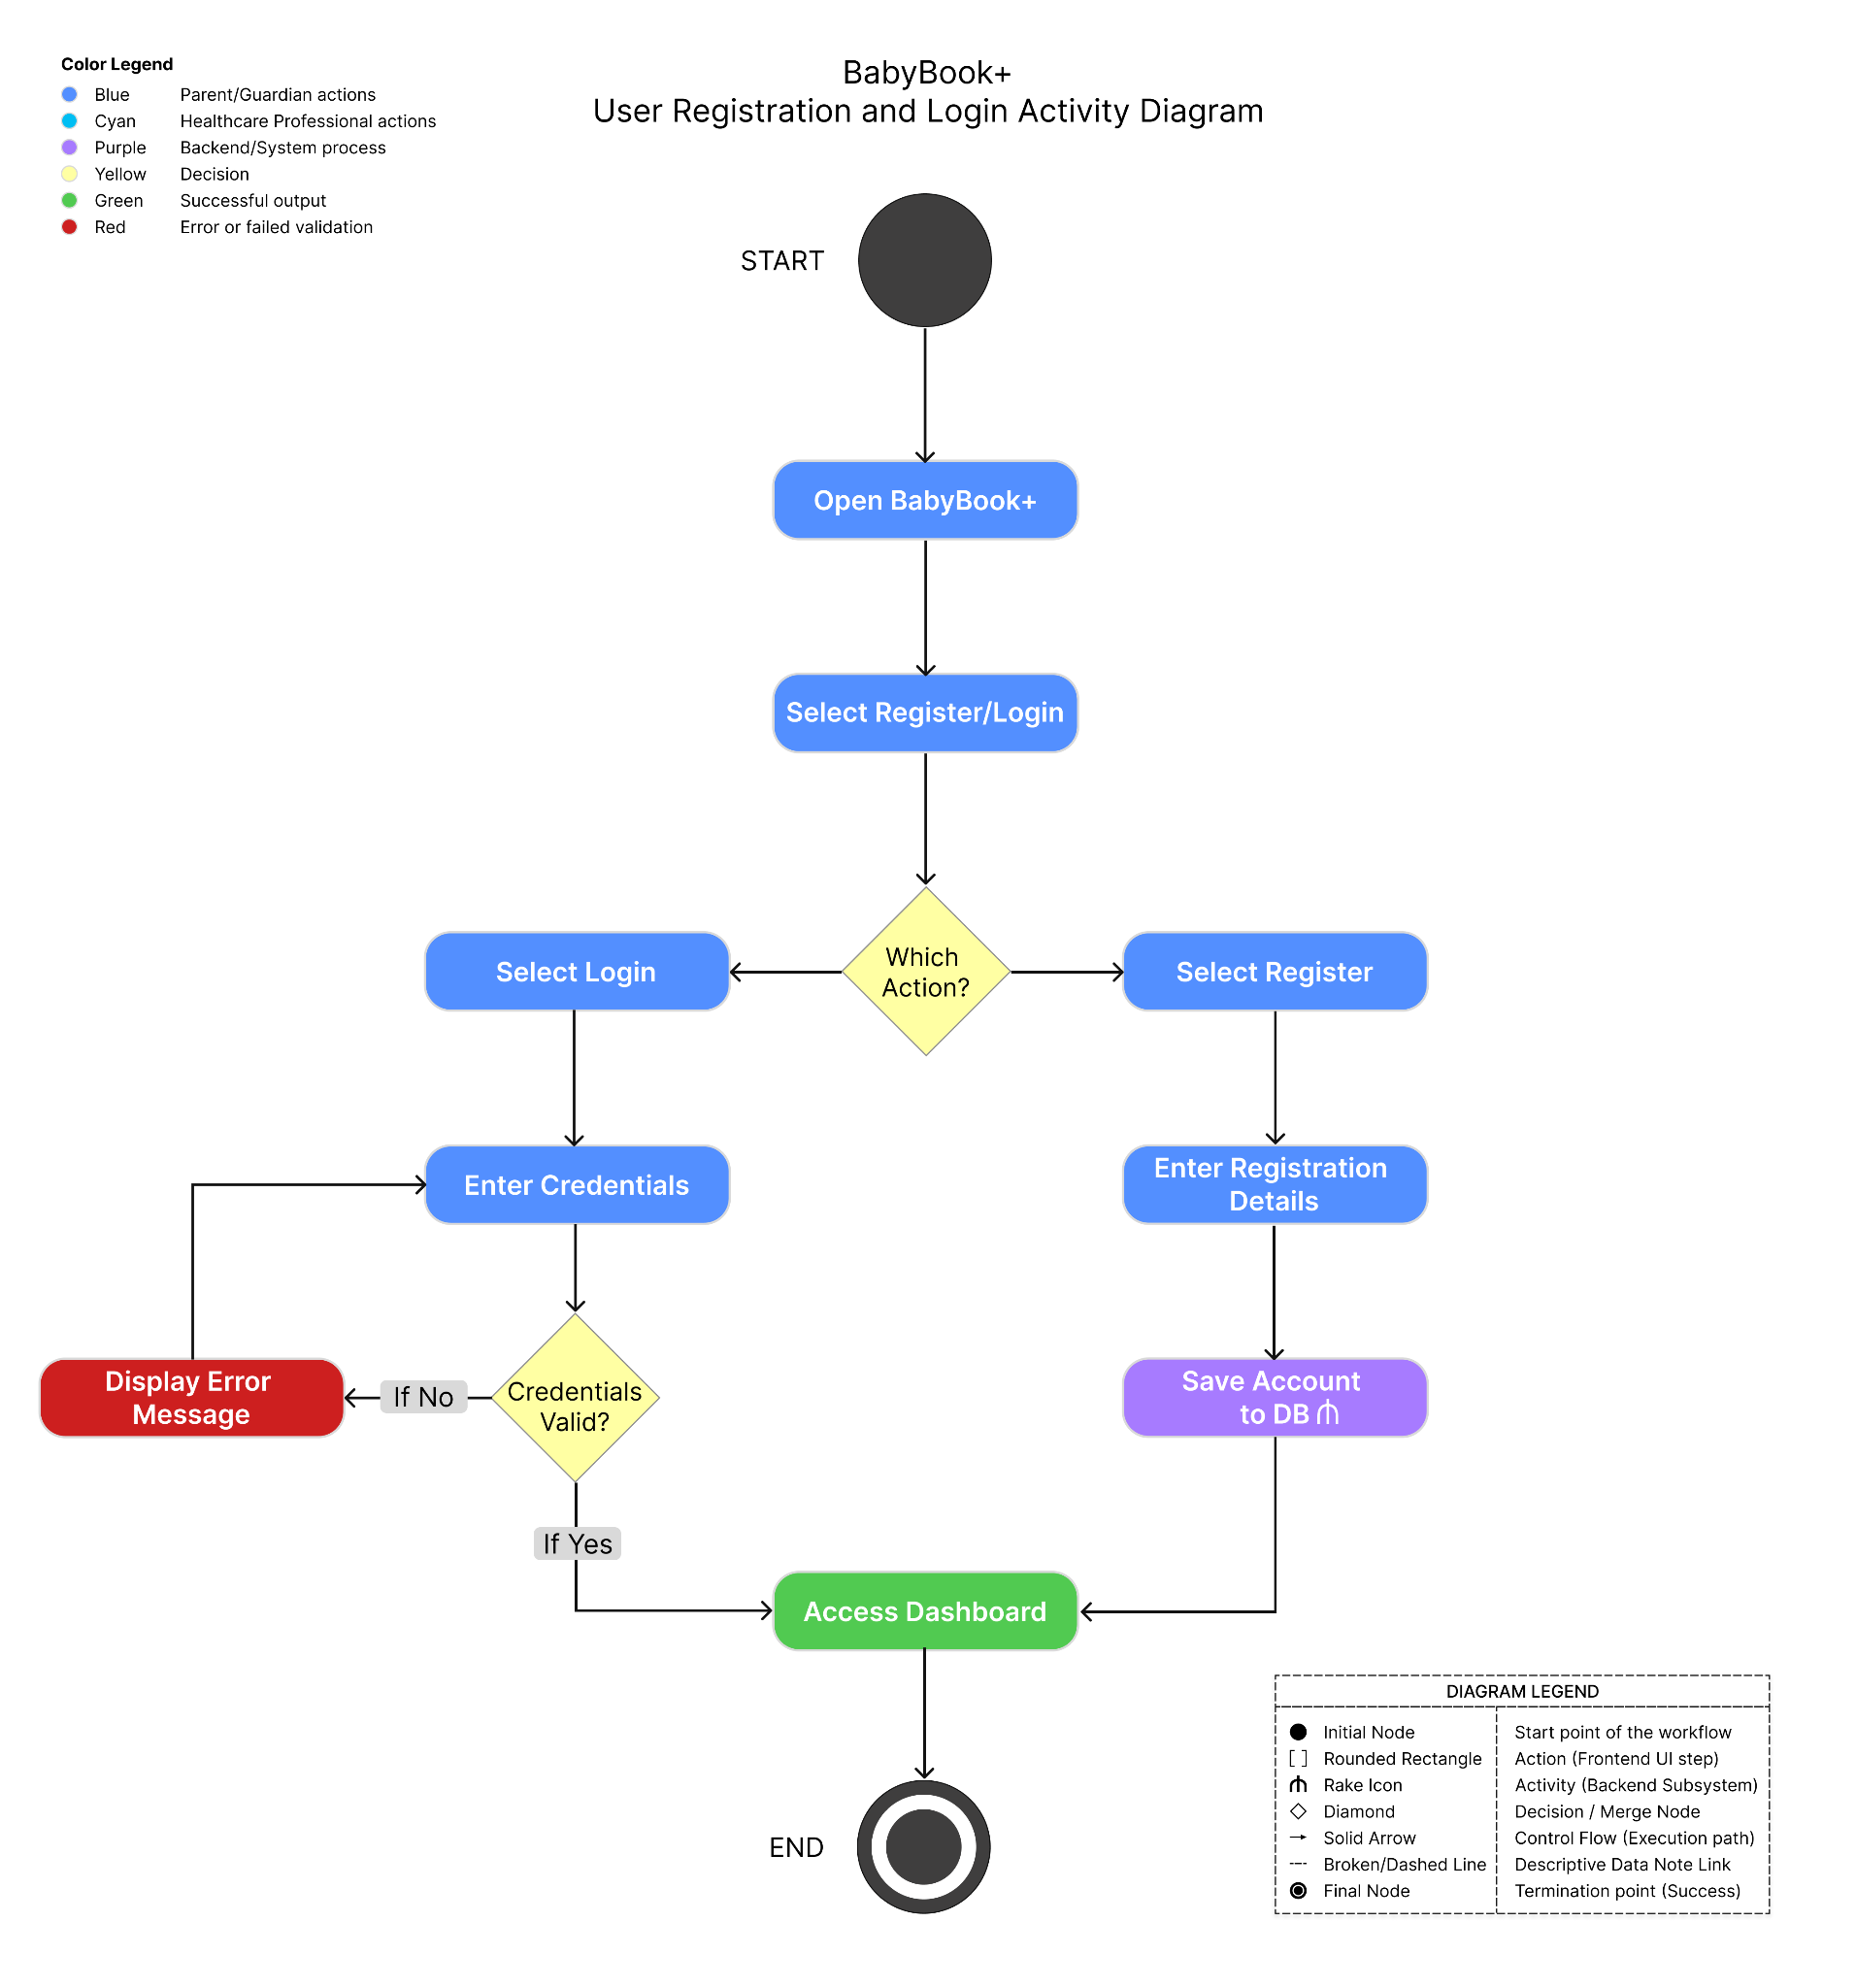 Color Legend
Blue Parent/Guardian actions
Cyan Healthcare Professional actions
Purple Backend/System process
Yellow Decision
Green Successful output
Red Error or failed validation
BabyBook+
User Registration and Login Activity Diagram
START
Open BabyBook+
Select Register/Login
Which
Action?
Select Login
Select Register
Enter Credentials
Enter Registration
Details
Display Error
Message
If No
Credentials
Valid?
Save Account
to DB
If Yes
Access Dashboard
END
DIAGRAM LEGEND
Initial Node Start point of the workflow
Rounded Rectangle Action (Frontend UI step)
Rake Icon Activity (Backend Subsystem)
Diamond Decision / Merge Node
Solid Arrow Control Flow (Execution path)
Broken/Dashed Line Descriptive Data Note Link
Final Node Termination point (Success)